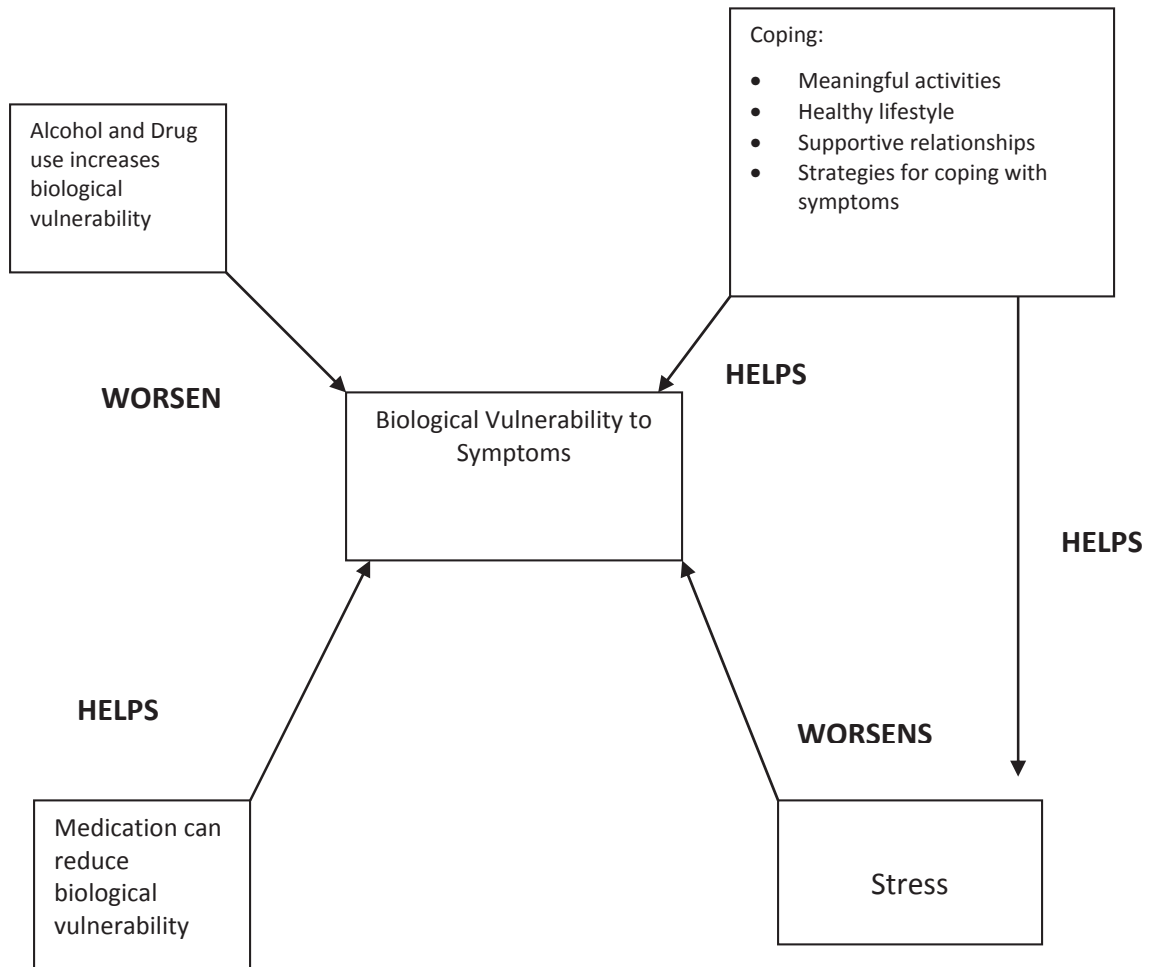 Coping:
• Meaningful activities
• Healthy lifestyle
• Supportive relationships
• Strategies for coping with
symptoms
Alcohol and Drug
use increases
biological
vulnerability
HELPS
WORSEN
Biological Vulnerability to
Symptoms
HELPS
HELPS
WORSENS
Medication can
reduce
biological
vulnerability
Stress